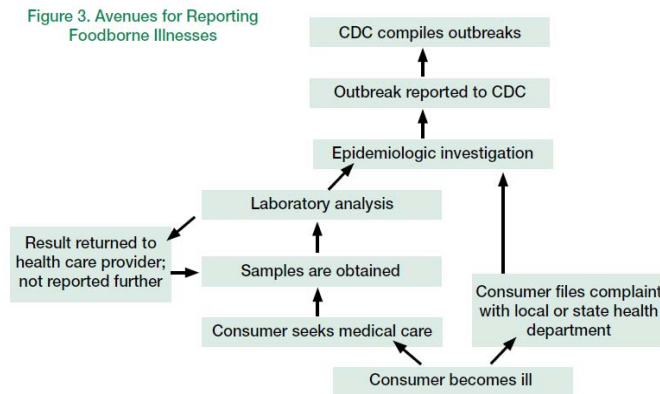 Figure 3. Avenues for Reporting
Foodborne Illnesses
CDC compiles outbreaks
Outbreak reported to CDC
Epidemiologic investigation
Laboratory analysis
Result returned to
health care provider;
not reported further
Samples are obtained
Consumer files complaint
with local or state health
department
Consumer seeks medical care
Consumer becomes ill